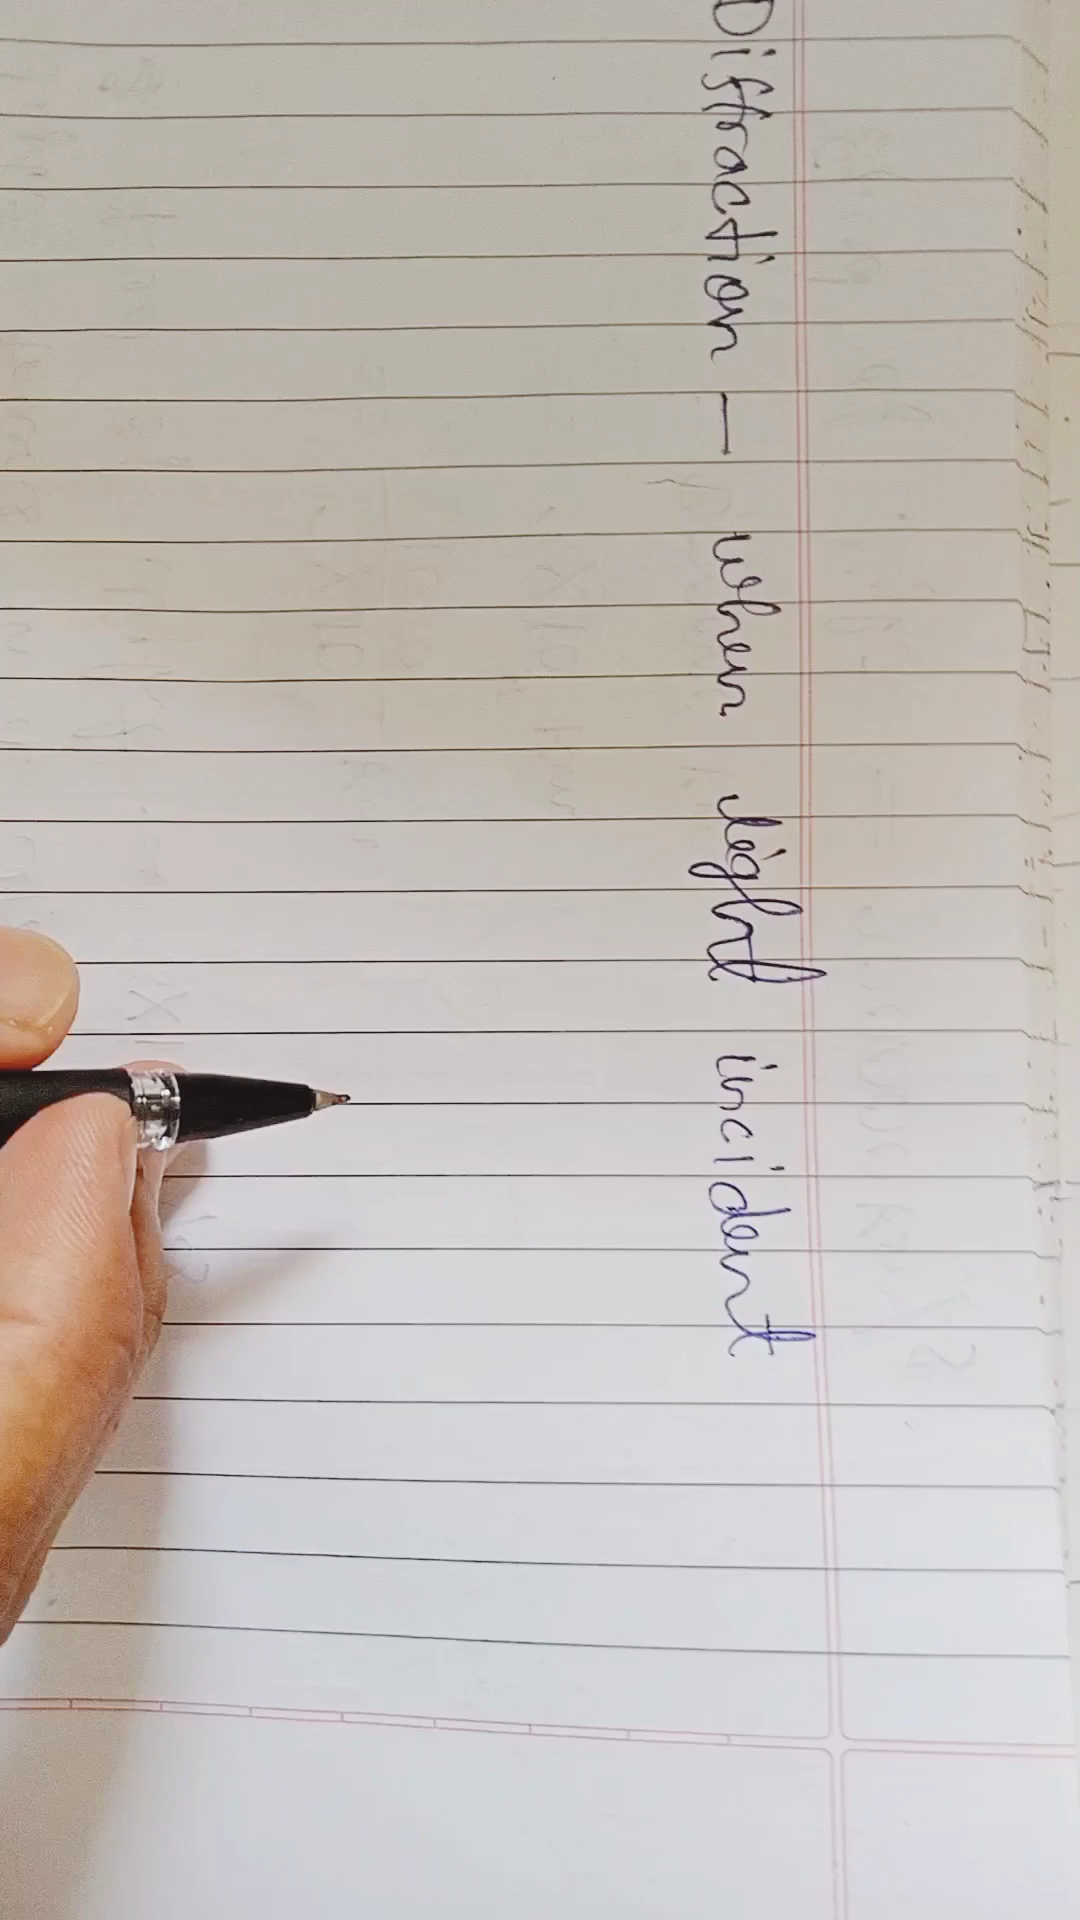 Diffraction — when light incident